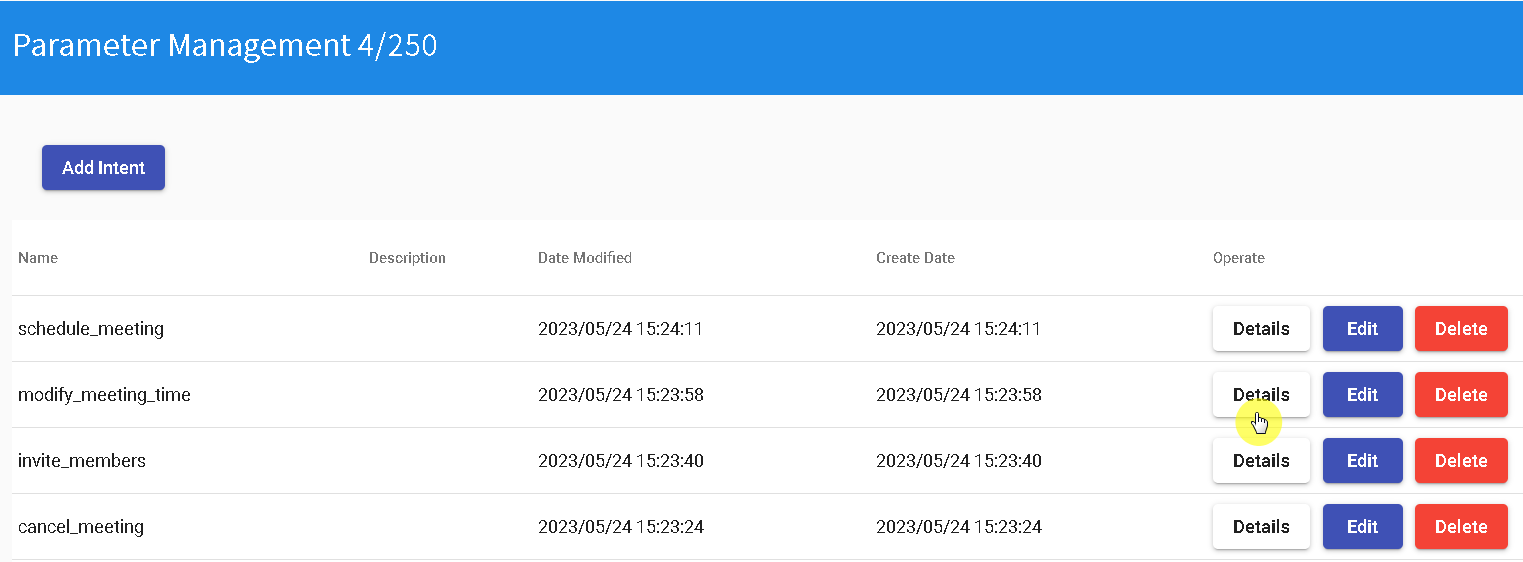 Parameter Management 4/250
Add Intent
Name Description Date Modified Create Date Operate
schedule_meeting 2023/05/24 15:24:11 2023/05/24 15:24:11 Details Edit Delete
modify_meeting_time 2023/05/24 15:23:58 2023/05/24 15:23:58 Details Edit Delete
invite_members 2023/05/24 15:23:40 2023/05/24 15:23:40 Details Edit Delete
cancel_meeting 2023/05/24 15:23:24 2023/05/24 15:23:24 Details Edit Delete